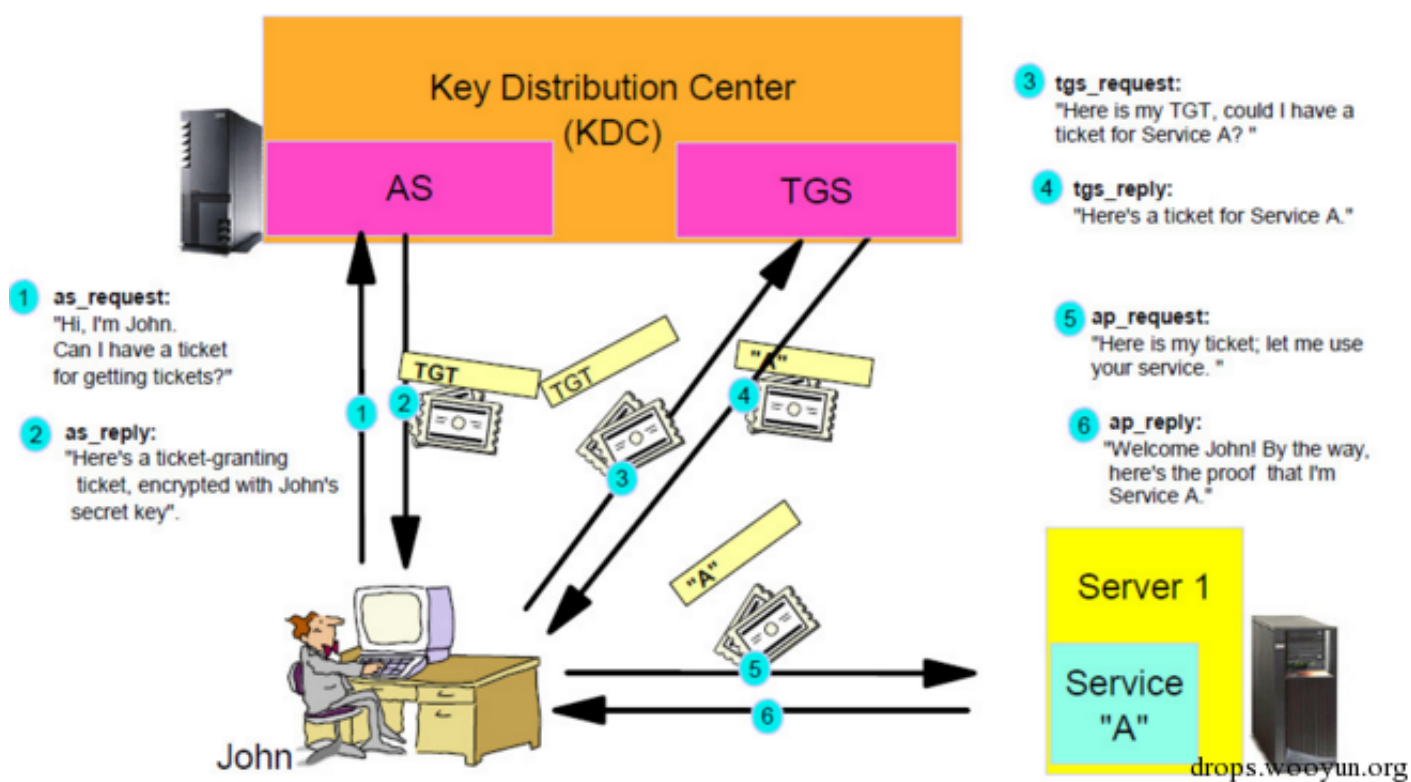 Key Distribution Center
(KDC)
AS
TGS
1 as_request:
"Hi, I'm John.
Can I have a ticket
for getting tickets?"
2 as_reply:
"Here's a ticket-granting
ticket, encrypted with John's
secret key".
3 tgs_request:
"Here is my TGT, could I have a
ticket for Service A? "
4 tgs_reply:
"Here's a ticket for Service A."
5 ap_request:
"Here is my ticket; let me use
your service. "
6 ap_reply:
"Welcome John! By the way,
here's the proof that I'm
Service A."
1
2
TGT
TGT
3
"A"
4
"A"
5
6
John
Server 1
Service
"A"
drops.wooyun.org